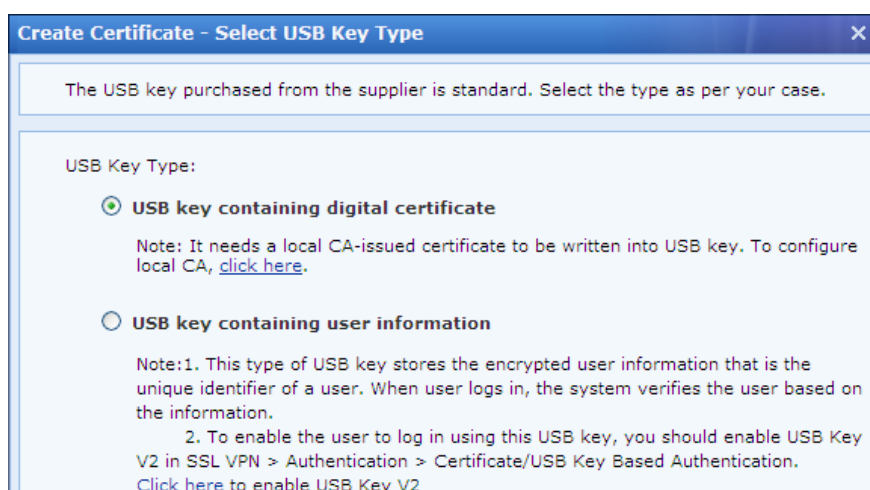 Create Certificate - Select USB Key Type
The USB key purchased from the supplier is standard. Select the type as per your case.
USB Key Type:
USB key containing digital certificate
Note: It needs a local CA-issued certificate to be written into USB key. To configure
local CA, click here.
USB key containing user information
Note:1. This type of USB key stores the encrypted user information that is the
unique identifier of a user. When user logs in, the system verifies the user based on
the information.
2. To enable the user to log in using this USB key, you should enable USB Key
V2 in SSL VPN > Authentication > Certificate/USB Key Based Authentication.
Click here to enable USB Key V2